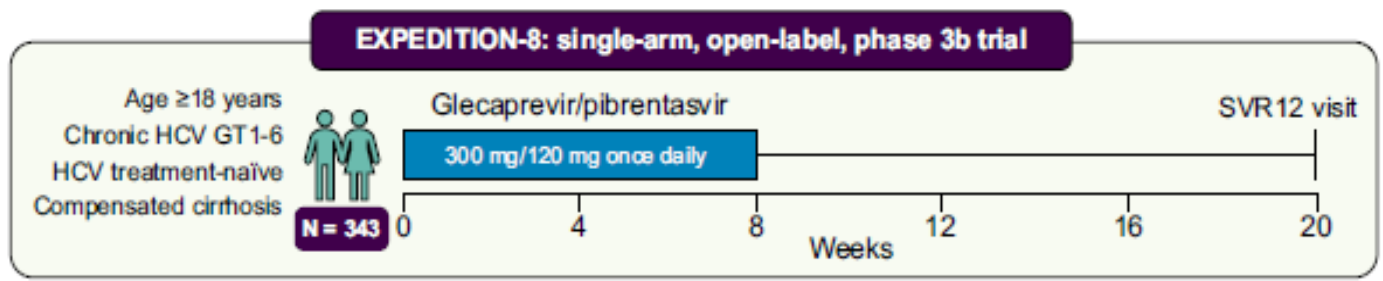 EXPEDITION-8: single-arm, open-label, phase 3b trial
Age ≥18 years
Chronic HCV GT1-6
HCV treatment-naïve
Compensated cirrhosis
N = 343
Glecaprevir/pibrentasvir
300 mg/120 mg once daily
SVR12 visit
0 4 8 12 16 20
Weeks